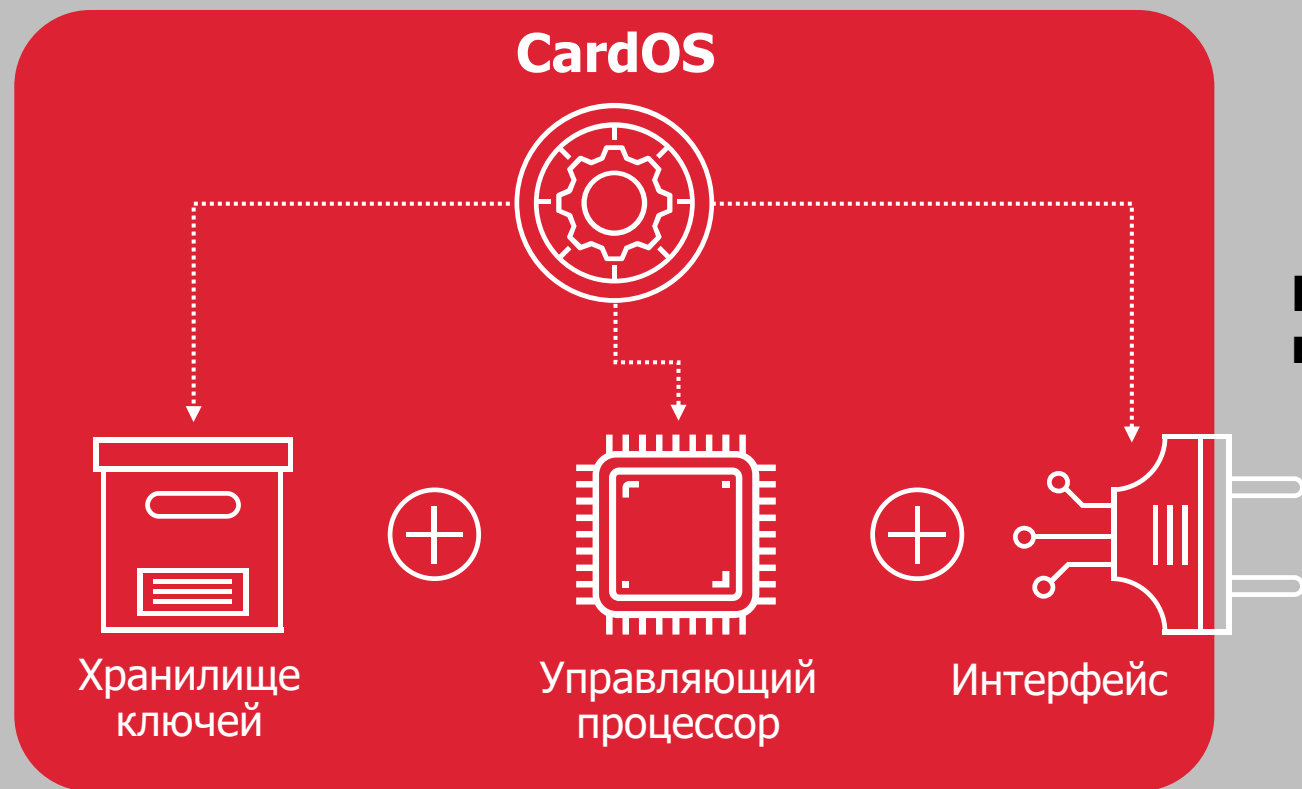 CardOS
Хранилище
ключей
Управляющий
процессор
Интерфейс